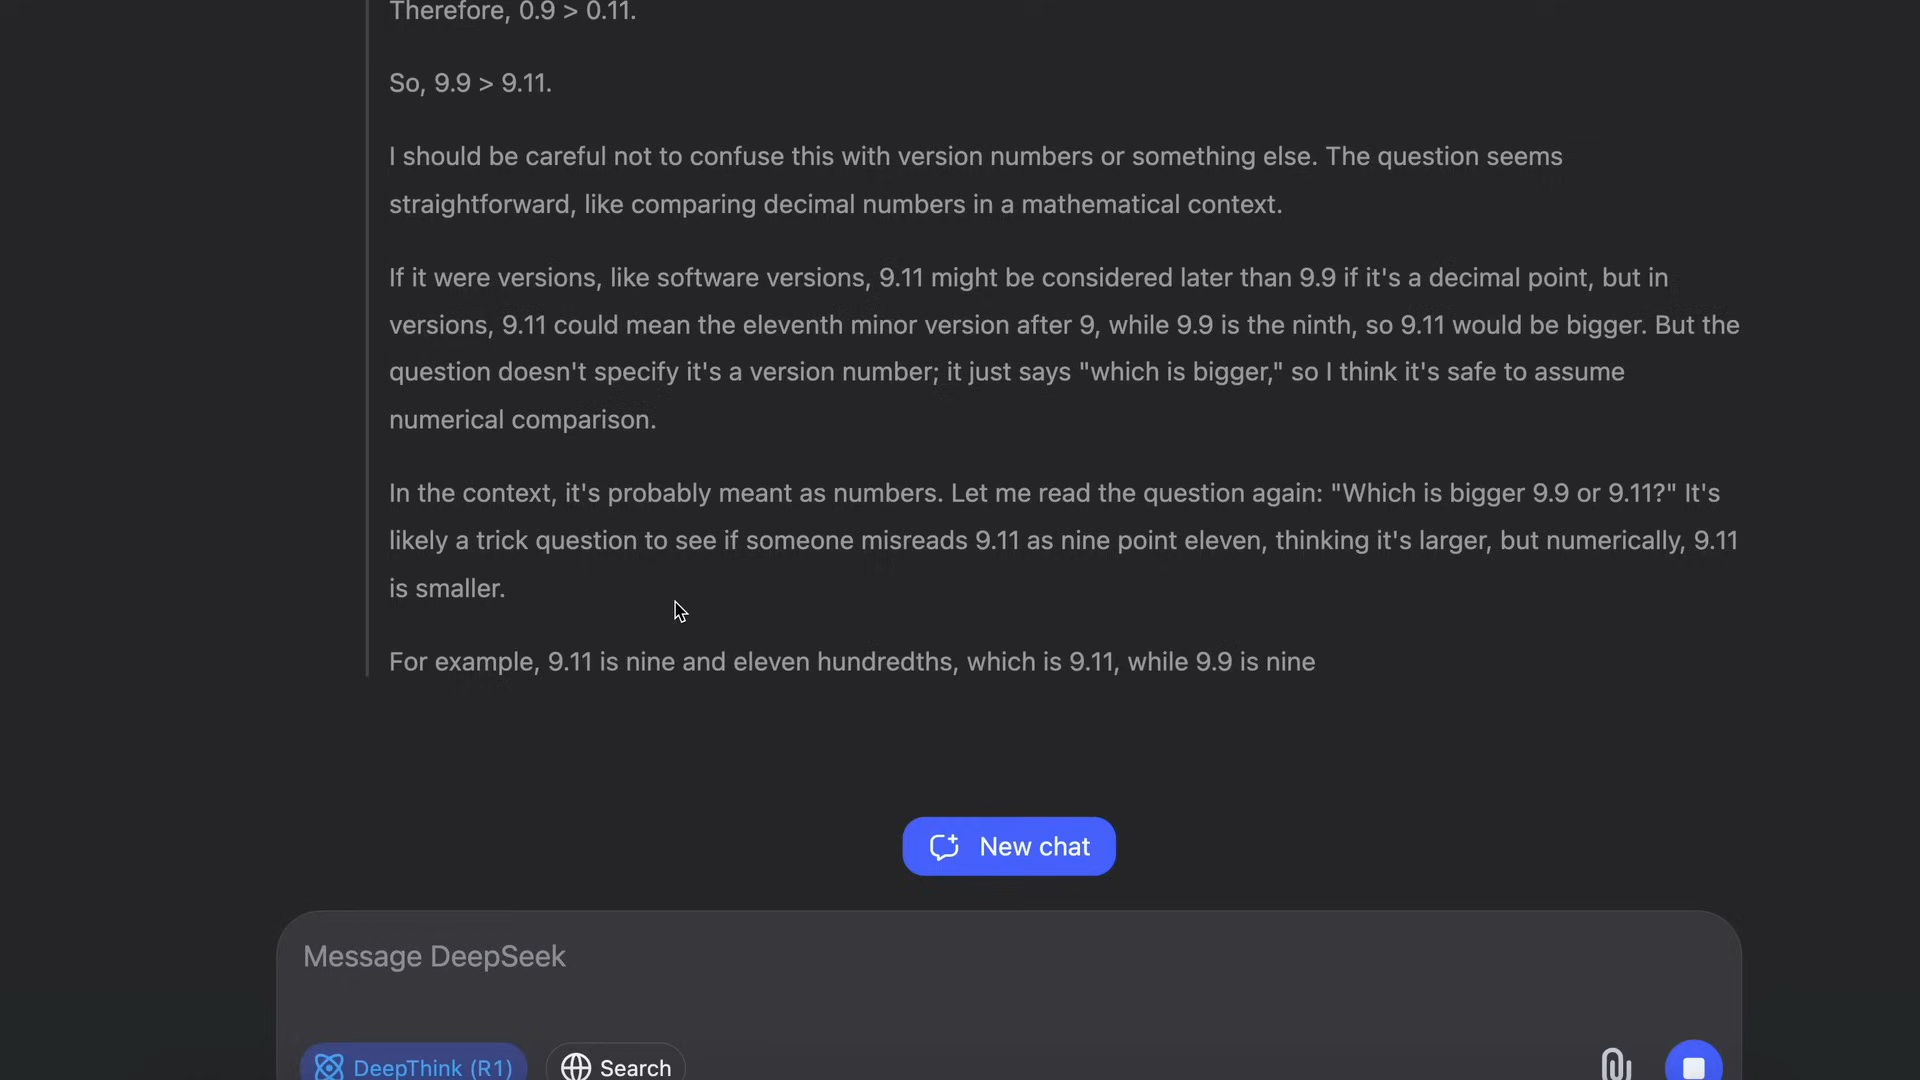 Therefore, 0.9 > 0.11.
So, 9.9 > 9.11.
I should be careful not to confuse this with version numbers or something else. The question seems
straightforward, like comparing decimal numbers in a mathematical context.
If it were versions, like software versions, 9.11 might be considered later than 9.9 if it's a decimal point, but in
versions, 9.11 could mean the eleventh minor version after 9, while 9.9 is the ninth, so 9.11 would be bigger. But the
question doesn't specify it's a version number; it just says "which is bigger," so I think it's safe to assume
numerical comparison.
In the context, it's probably meant as numbers. Let me read the question again: "Which is bigger 9.9 or 9.11?" It's
likely a trick question to see if someone misreads 9.11 as nine point eleven, thinking it's larger, but numerically, 9.11
is smaller.
For example, 9.11 is nine and eleven hundredths, which is 9.11, while 9.9 is nine
New chat
Message DeepSeek
DeepThink (R1)
Search